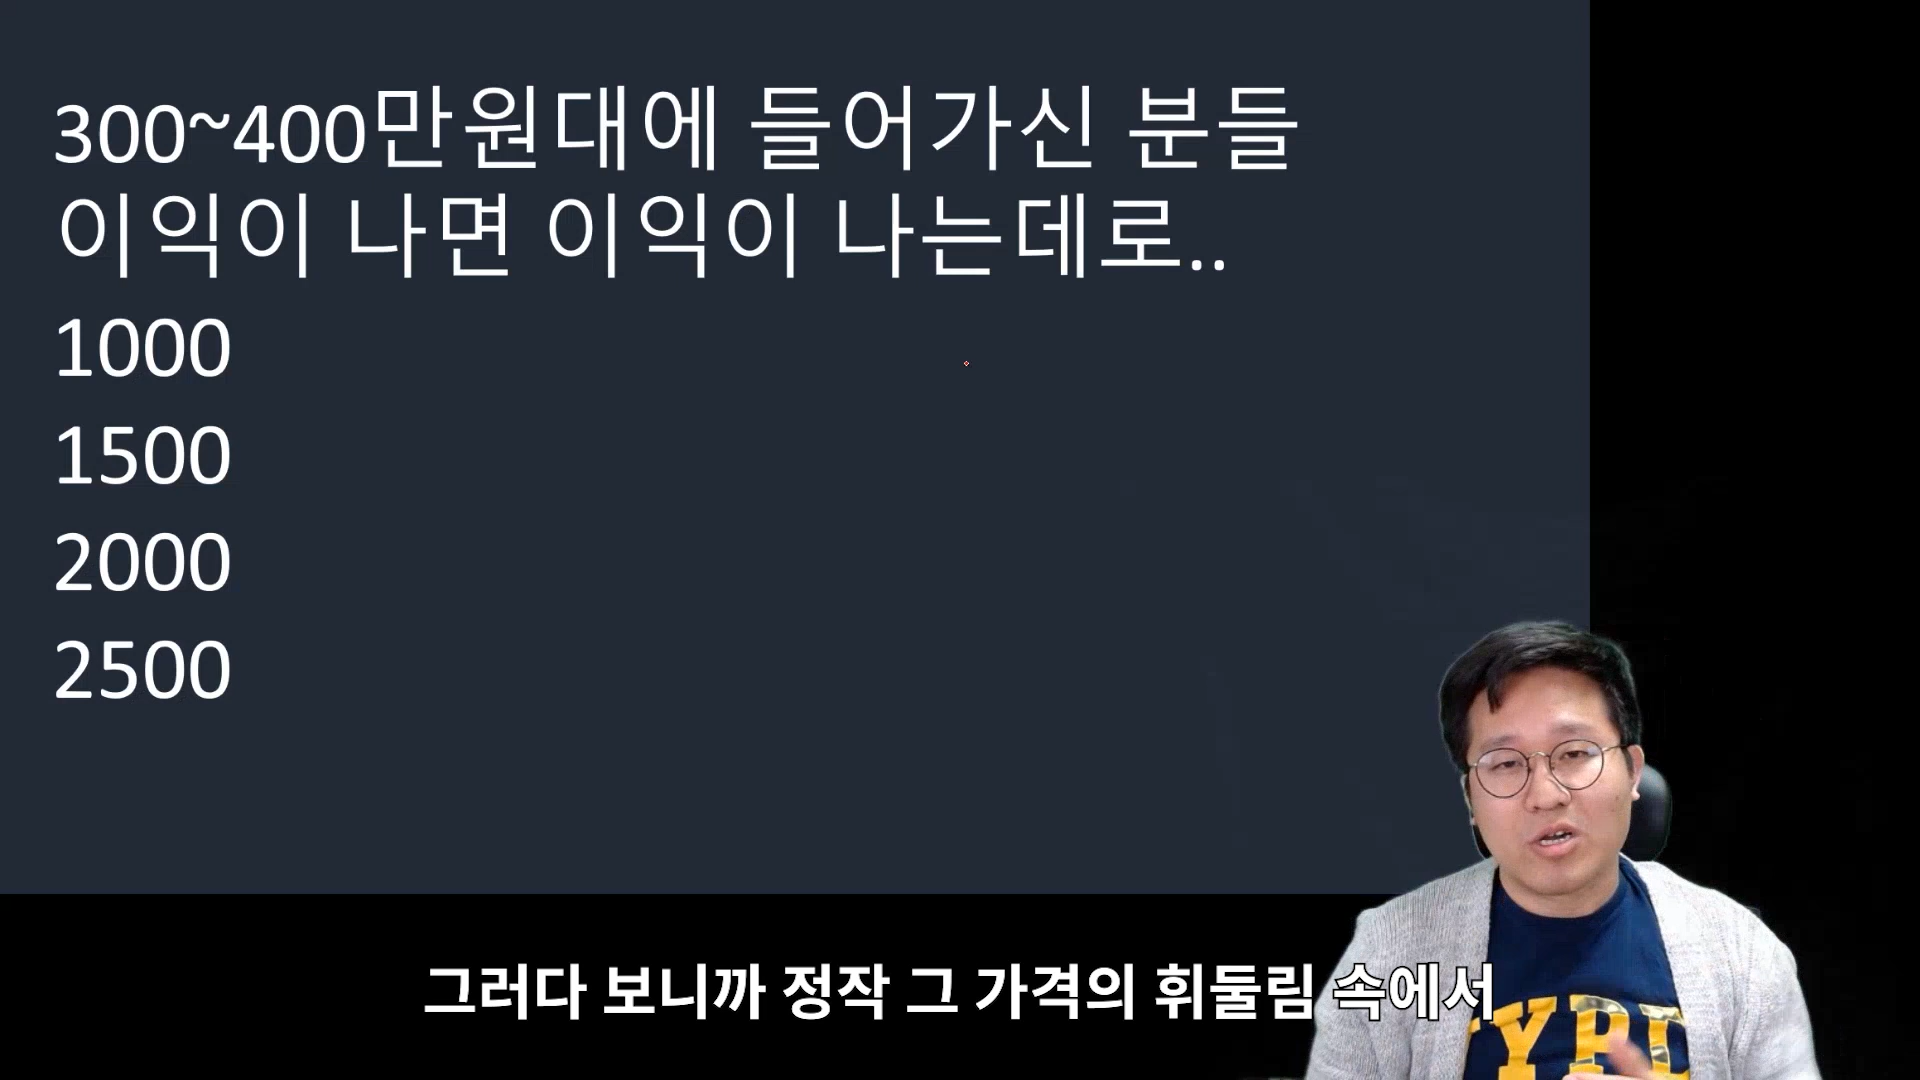 300~400만원대에 들어가신 분들
이익이 나면 이익이 나는데로..
1000
1500
2000
2500
그러다 보니까 정작 그 가격의 휘둘림 속에서